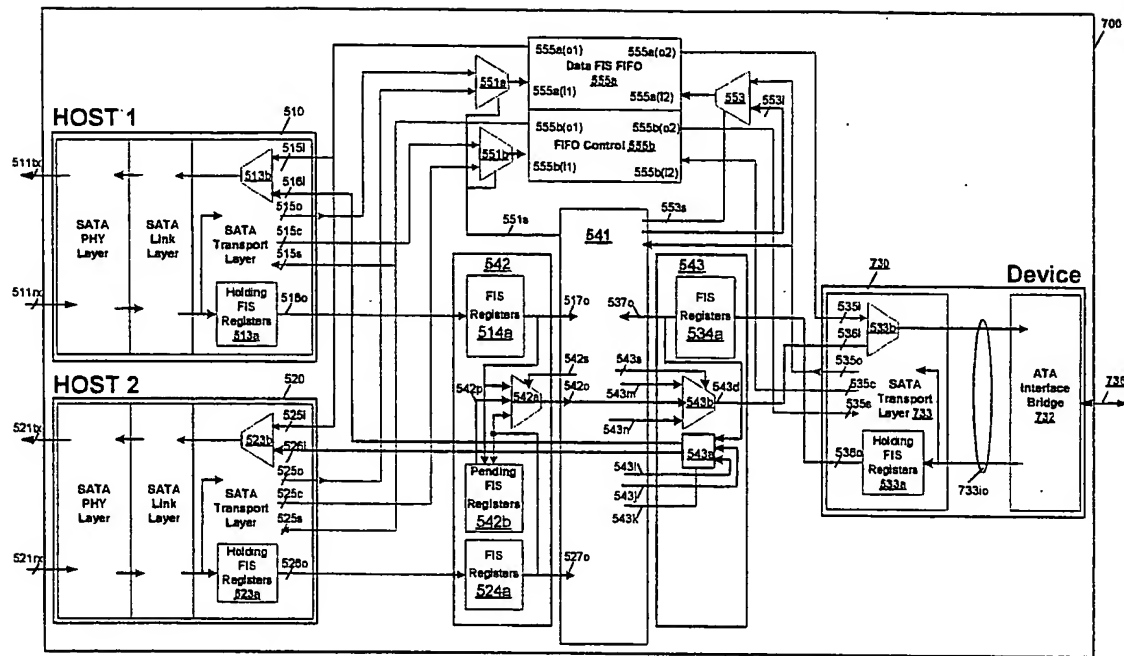 700
555a(o1) 555a(o2)
Data FIS FIFO
555a
555a(I1) 555a(I2)
551a
553
553i
HOST 1
510
555b(o1) 555b(o2)
FIFO Control 555b
555b(I1) 555b(I2)
551b
511tx
513b
515i
516i
515o
515c
515s
SATA PHY Layer
SATA Link Layer
SATA Transport Layer
511rx
Holding FIS Registers 513a
516o
551s
553s
541
542
FIS Registers 514a
517o
537o
543
FIS Registers 534a
730
Device
535i
536i
533b
535o
535c
535s
SATA Transport Layer 733
ATA Interface Bridge 732
735
Holding FIS Registers 533a
536o
733io
542s
542p
542a
542o
543s
543m
543n
543b
543d
543a
543i
543j
543k
Pending FIS Registers 542b
HOST 2
520
521tx
523b
525i
526i
525o
525c
525s
SATA PHY Layer
SATA Link Layer
SATA Transport Layer
521rx
Holding FIS Registers 523a
526o
FIS Registers 524a
527o